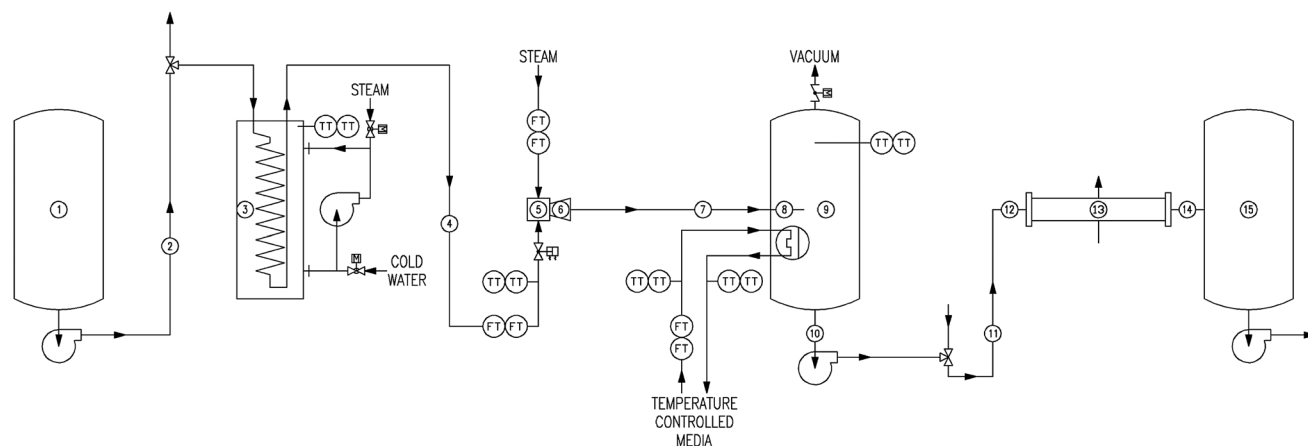 STEAM
VACUUM
STEAM
TT TT
M
FT
FT
M
TT TT
1
3
5
6
7
8
9
12
13
14
15
2
4
M
COLD
WATER
TT TT
TT TT
TT TT
FT FT
FT
FT
10
11
TEMPERATURE
CONTROLLED
MEDIA